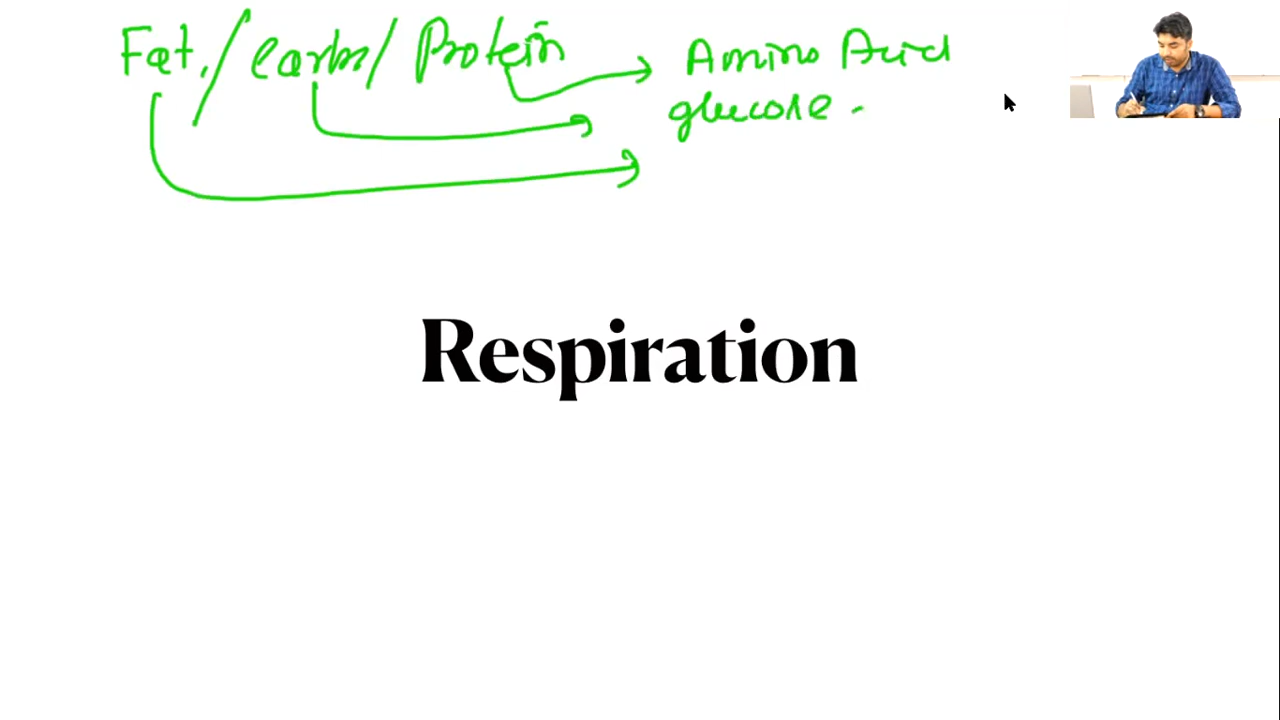 Fat. / Carbs / Protein → Amino Acid
glucose .
Respiration